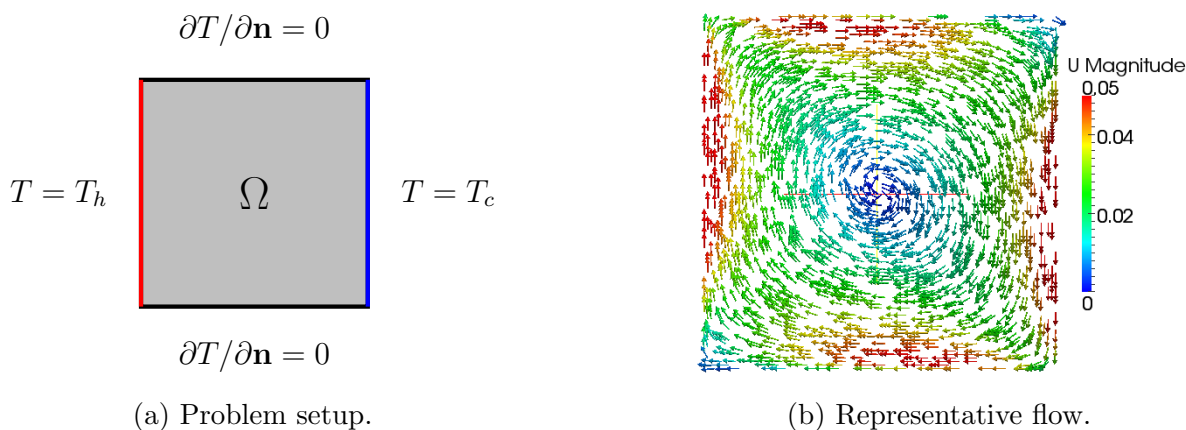 ∂T/∂n = 0
T = T_h
Ω
T = T_c
∂T/∂n = 0
(a) Problem setup.
U Magnitude
0.05
0.04
0.02
0
(b) Representative flow.